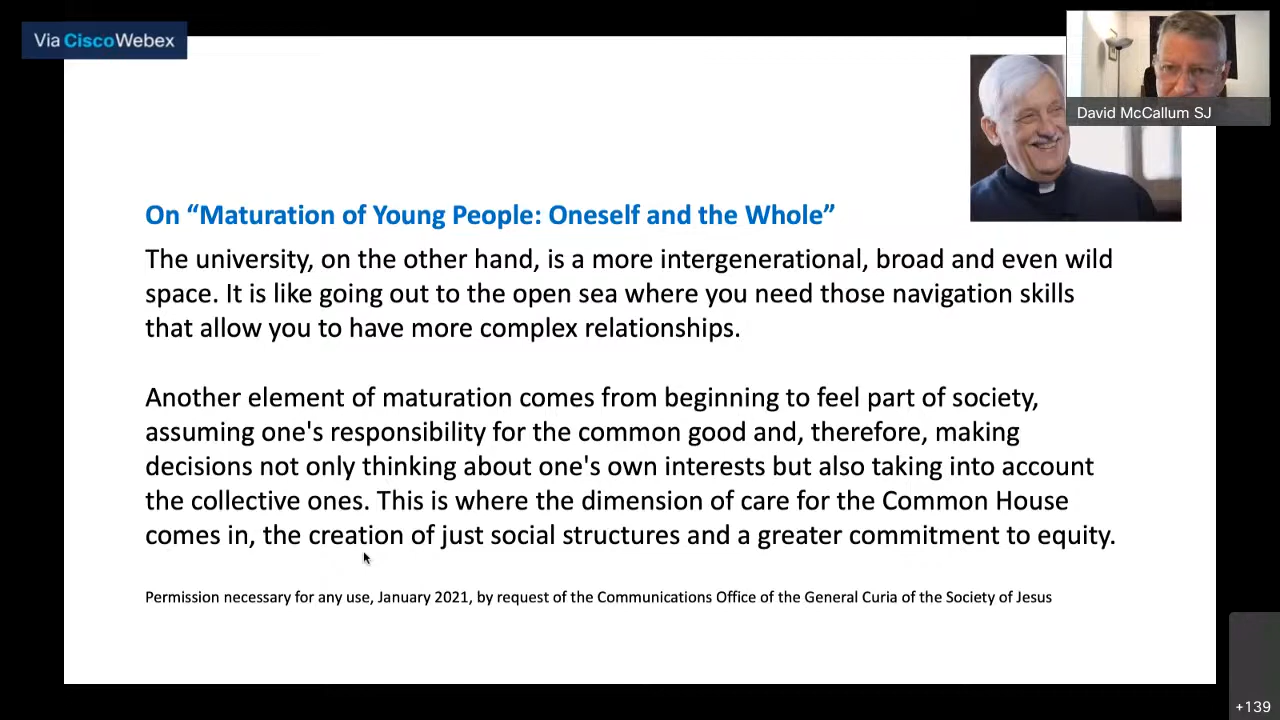 Via CiscoWebex
David McCallum SJ
On “Maturation of Young People: Oneself and the Whole”
The university, on the other hand, is a more intergenerational, broad and even wild
space. It is like going out to the open sea where you need those navigation skills
that allow you to have more complex relationships.
Another element of maturation comes from beginning to feel part of society,
assuming one's responsibility for the common good and, therefore, making
decisions not only thinking about one's own interests but also taking into account
the collective ones. This is where the dimension of care for the Common House
comes in, the creation of just social structures and a greater commitment to equity.
Permission necessary for any use, January 2021, by request of the Communications Office of the General Curia of the Society of Jesus
+139